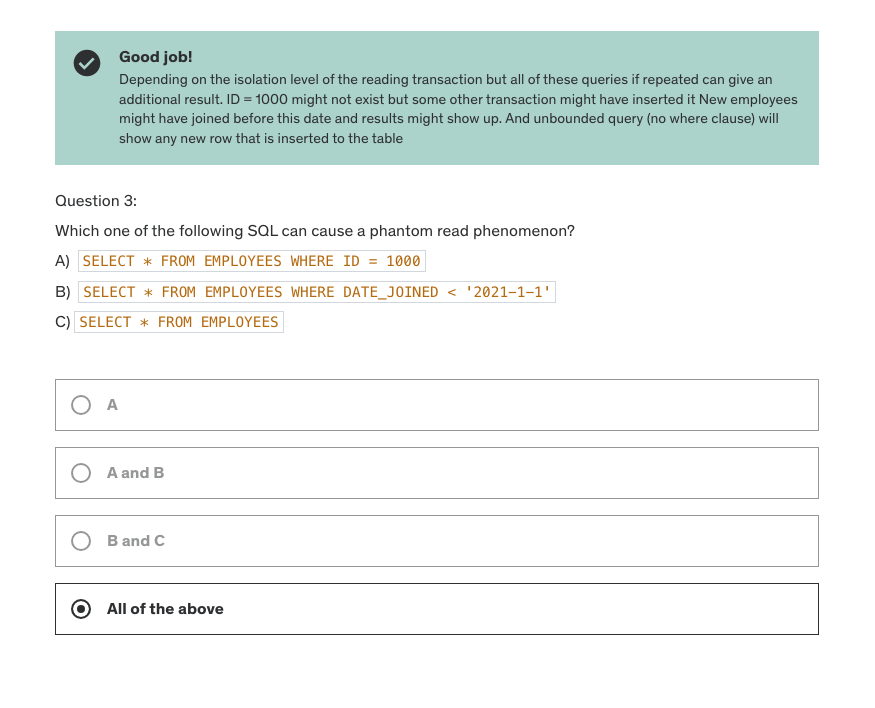 Good job!
Depending on the isolation level of the reading transaction but all of these queries if repeated can give an
additional result. ID = 1000 might not exist but some other transaction might have inserted it New employees
might have joined before this date and results might show up. And unbounded query (no where clause) will
show any new row that is inserted to the table
Question 3:
Which one of the following SQL can cause a phantom read phenomenon?
A) SELECT * FROM EMPLOYEES WHERE ID = 1000
B) SELECT * FROM EMPLOYEES WHERE DATE_JOINED < '2021-1-1'
C) SELECT * FROM EMPLOYEES
A
A and B
B and C
All of the above